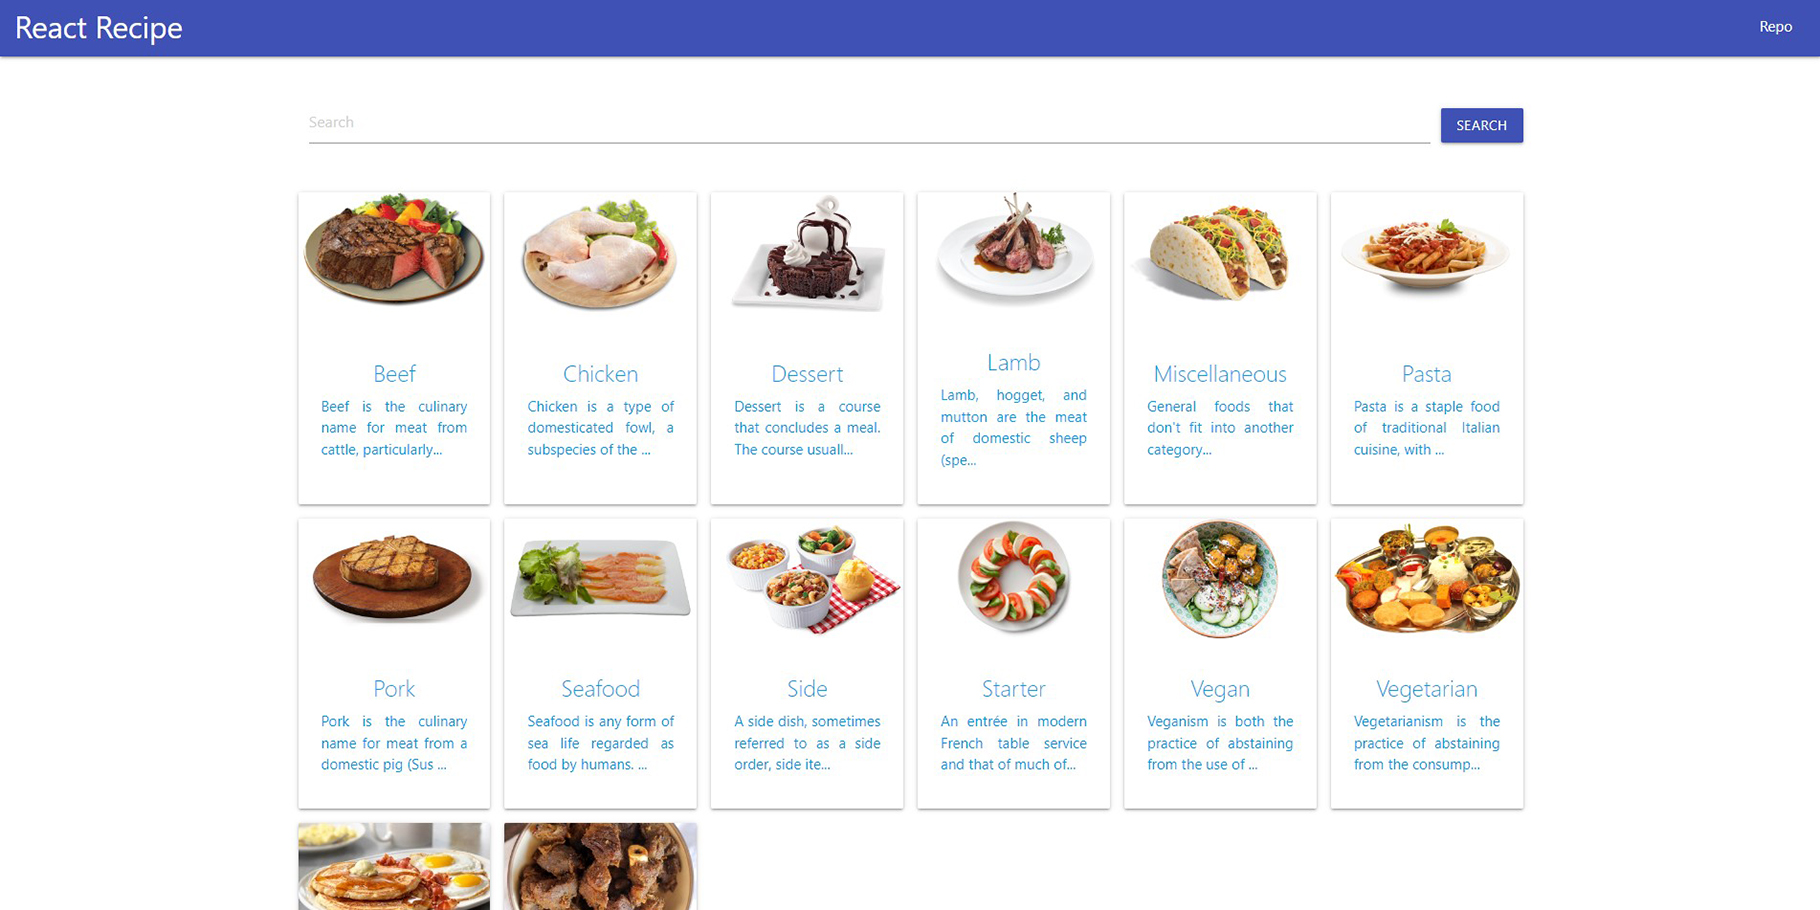 React Recipe
Repo
Search
SEARCH
Beef
Beef is the culinary
name for meat from
cattle, particularly...
Chicken
Chicken is a type of
domesticated fowl, a
subspecies of the ...
Dessert
Dessert is a course
that concludes a meal.
The course usuall...
Lamb
Lamb, hogget, and
mutton are the meat
of domestic sheep
(spe...
Miscellaneous
General foods that
don't fit into another
category...
Pasta
Pasta is a staple food
of traditional Italian
cuisine, with ...
Pork
Pork is the culinary
name for meat from a
domestic pig (Sus ...
Seafood
Seafood is any form of
sea life regarded as
food by humans. ...
Side
A side dish, sometimes
referred to as a side
order, side ite...
Starter
An entrée in modern
French table service
and that of much of...
Vegan
Veganism is both the
practice of abstaining
from the use of ...
Vegetarian
Vegetarianism is the
practice of abstaining
from the consump...